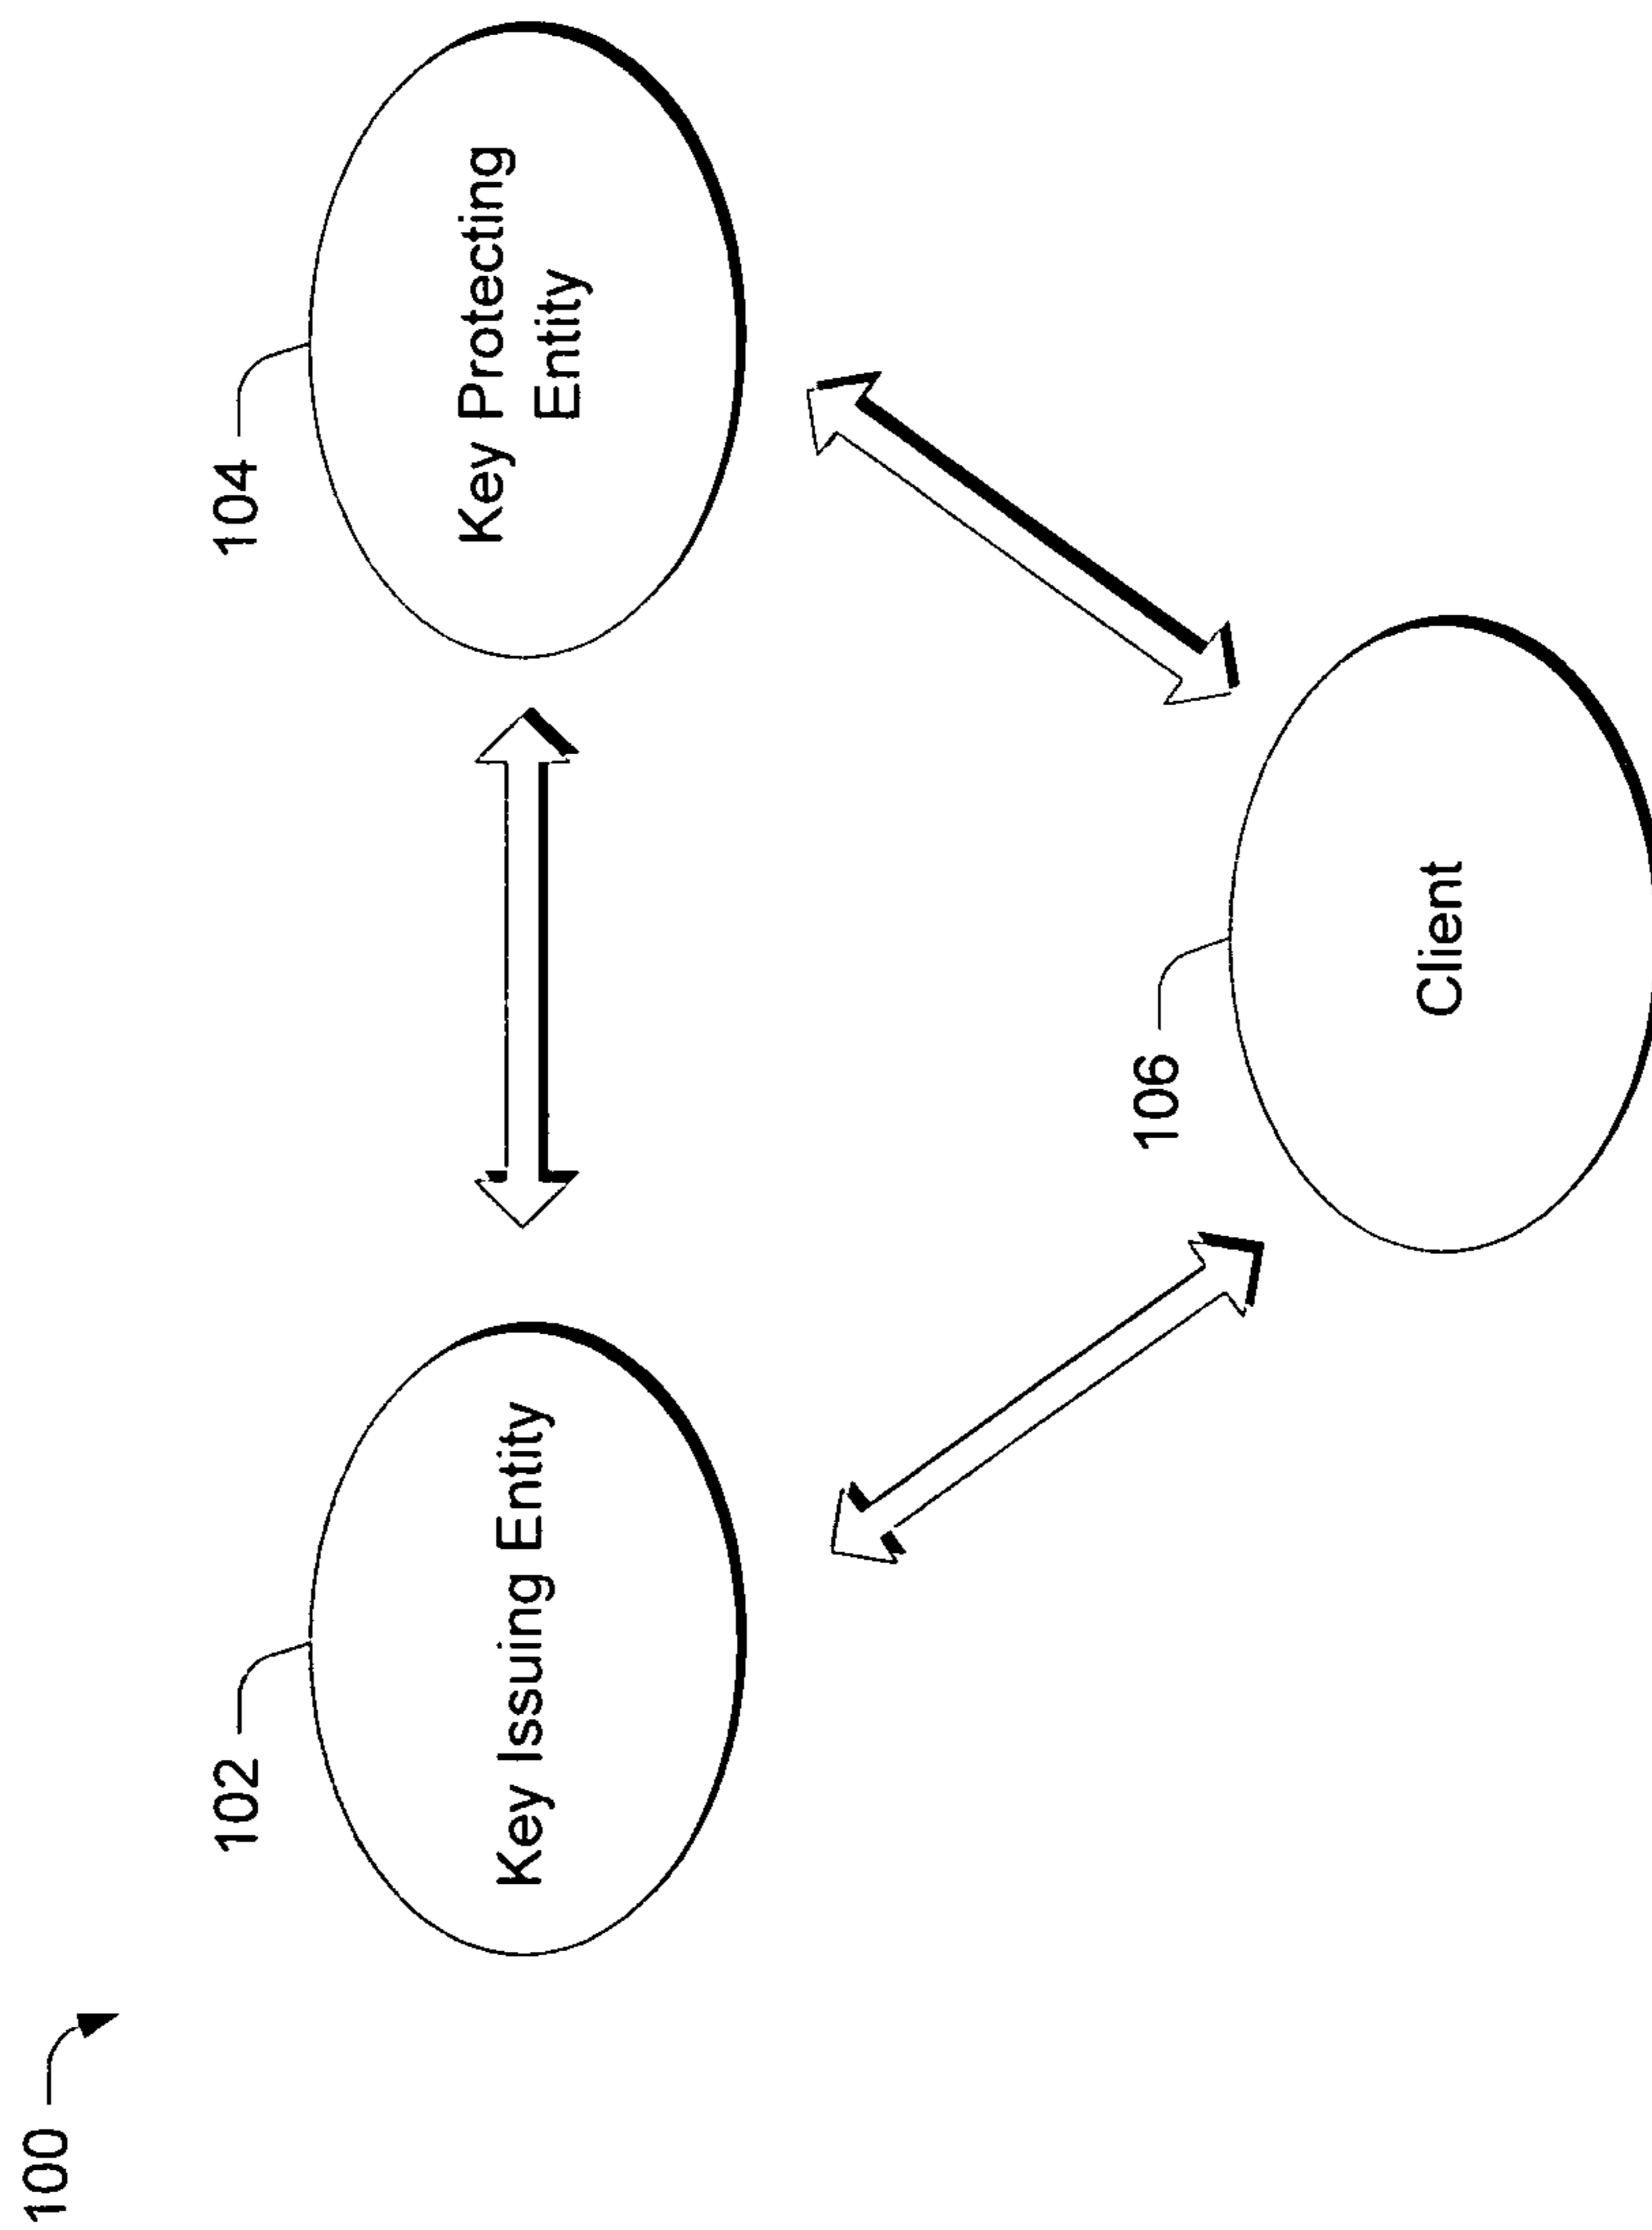 100
102
Key Issuing Entity
104
Key Protecting
Entity
106
Client